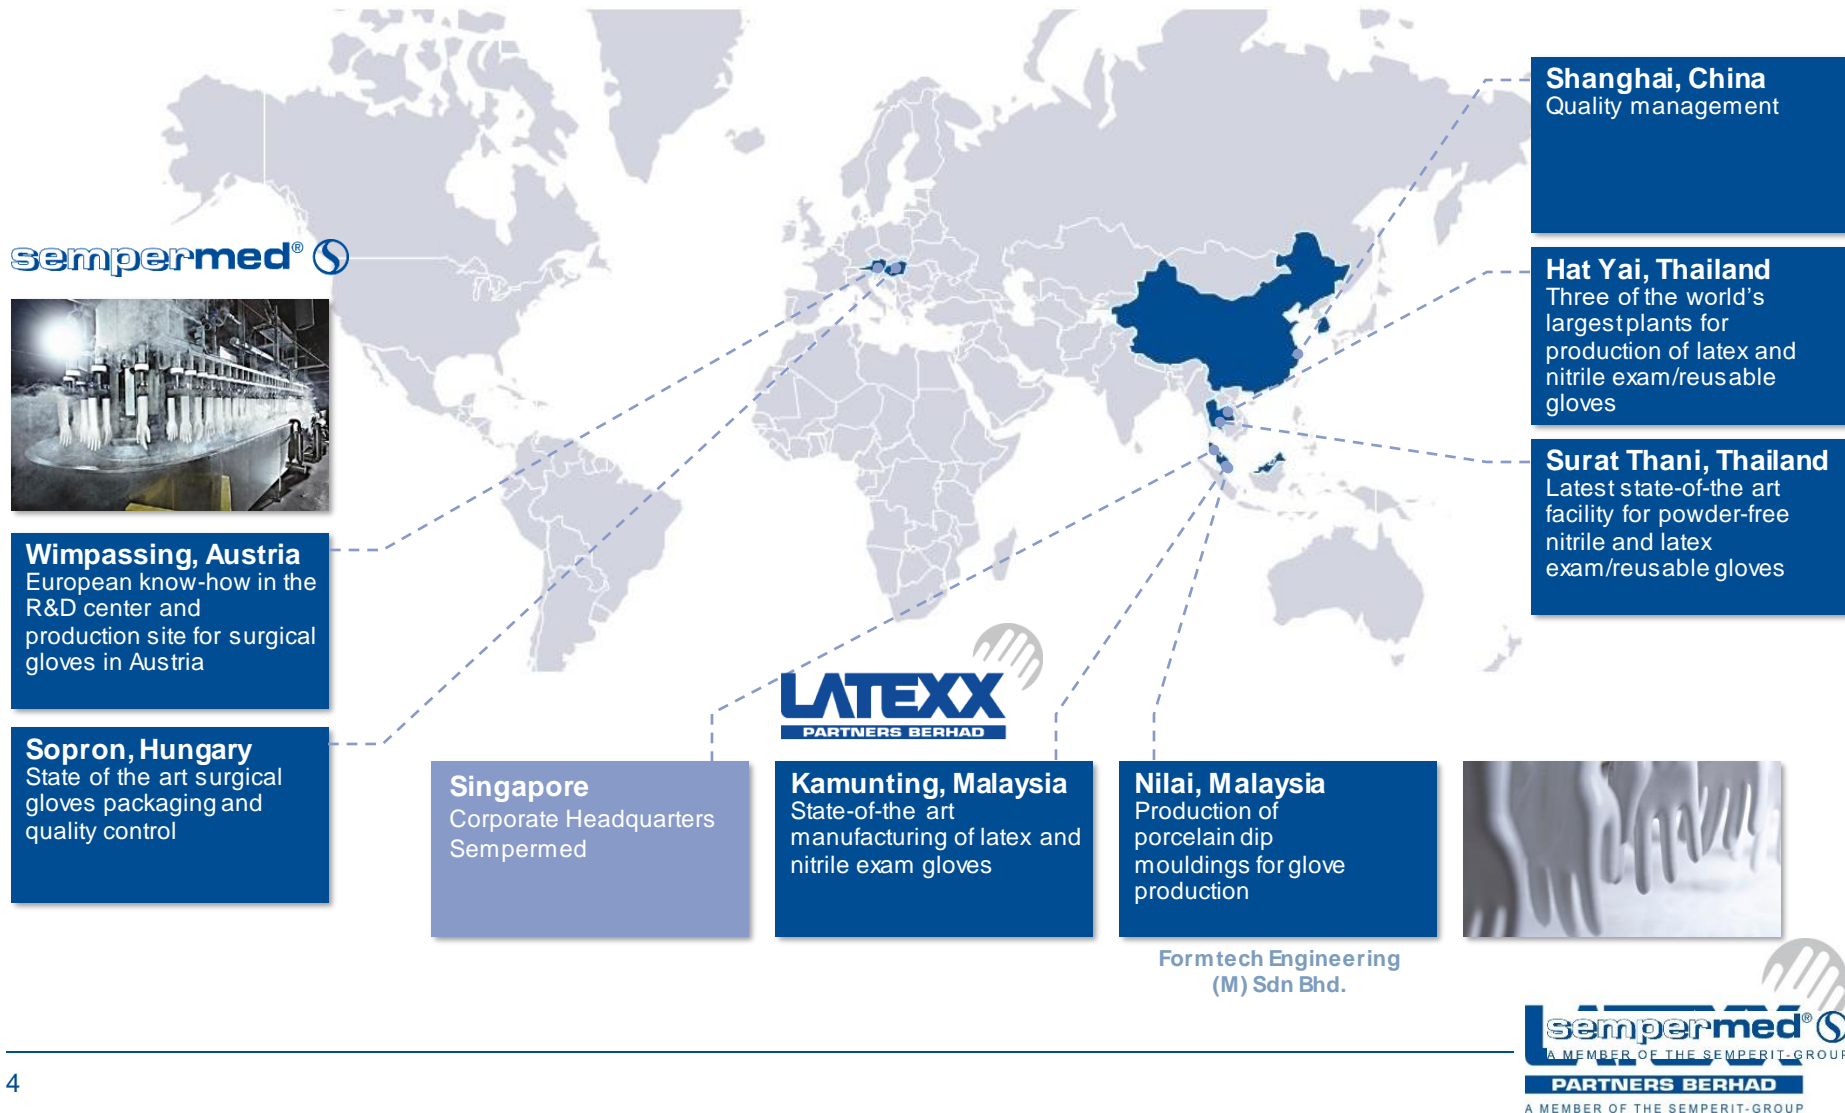 Shanghai, China
Quality management
sempermed®
Hat Yai, Thailand
Three of the world’s
largest plants for
production of latex and
nitrile exam/reusable
gloves
Surat Thani, Thailand
Latest state-of-the art
facility for powder-free
nitrile and latex
exam/reusable gloves
Wimpassing, Austria
European know-how in the
R&D center and
production site for surgical
gloves in Austria
Sopron, Hungary
State of the art surgical
gloves packaging and
quality control
LATEXX
PARTNERS BERHAD
Singapore
Corporate Headquarters
Sempermed
Kamunting, Malaysia
State-of-the art
manufacturing of latex and
nitrile exam gloves
Nilai, Malaysia
Production of
porcelain dip
mouldings for glove
production
Formtech Engineering
(M) Sdn Bhd.
4
LATEXX
sempermed®
A MEMBER OF THE SEMPERIT-GROUP
PARTNERS BERHAD
A MEMBER OF THE SEMPERIT-GROUP